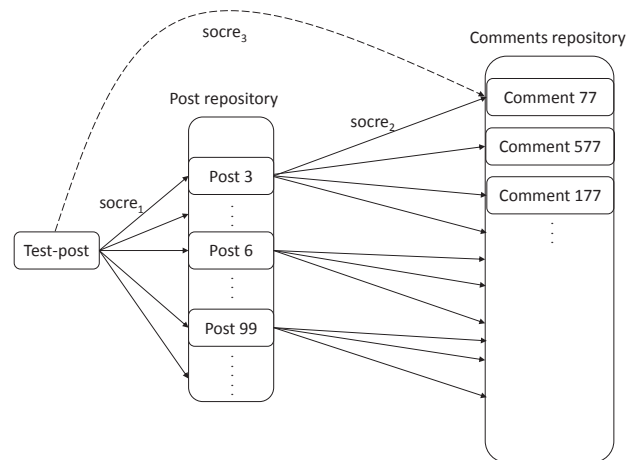 socre3
Comments repository
Post repository
Comment 77
socre2
Comment 577
Post 3
Comment 177
socre1
Test-post
Post 6
Post 99